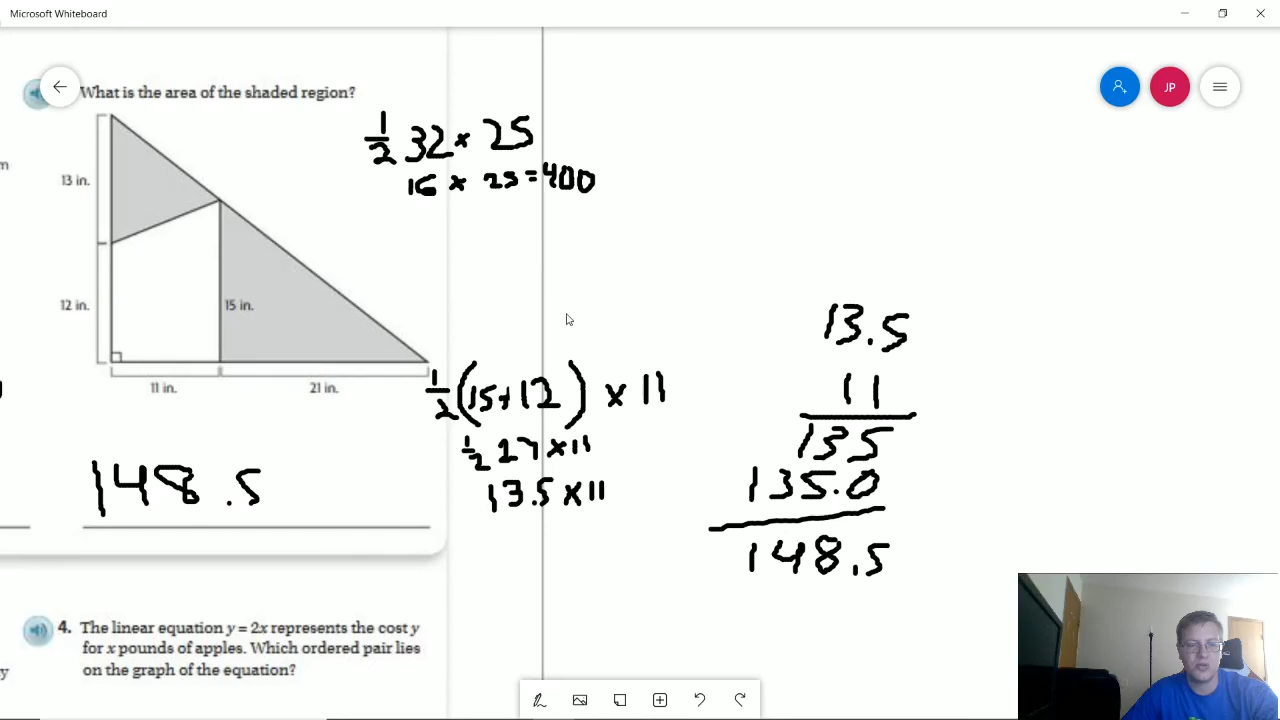 Microsoft Whiteboard
What is the area of the shaded region?
13 in.
12 in.
15 in.
11 in.
21 in.
1/2 32 x 25
16 x 25 = 400
1/2 (15+12) x 11
1/2 27 x 11
13.5 x 11
148.5
13.5
11
135
135.0
148.5
JP
4. The linear equation y = 2x represents the cost y
for x pounds of apples. Which ordered pair lies
on the graph of the equation?
m
y